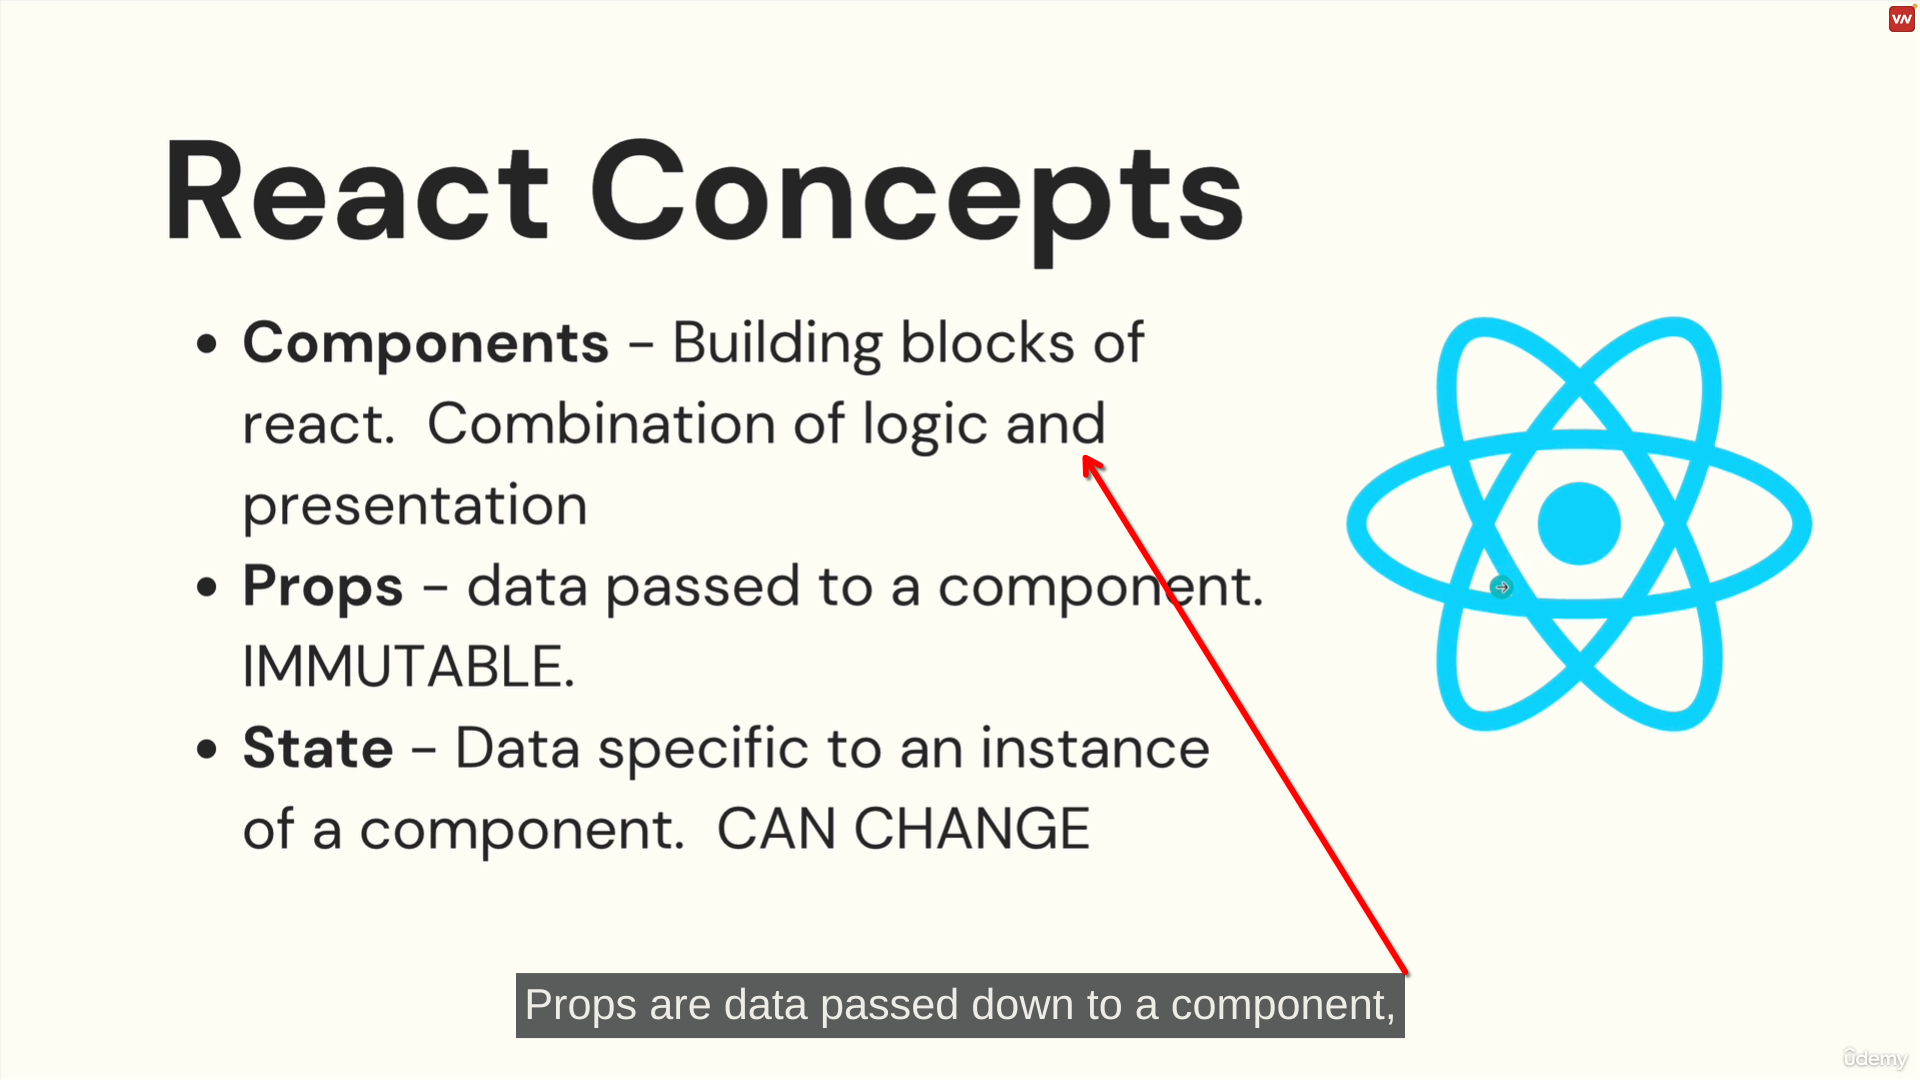 VN
React Concepts
• Components - Building blocks of
react.  Combination of logic and
presentation
• Props - data passed to a component.
IMMUTABLE.
• State - Data specific to an instance
of a component.  CAN CHANGE
Props are data passed down to a component,
ûdemy